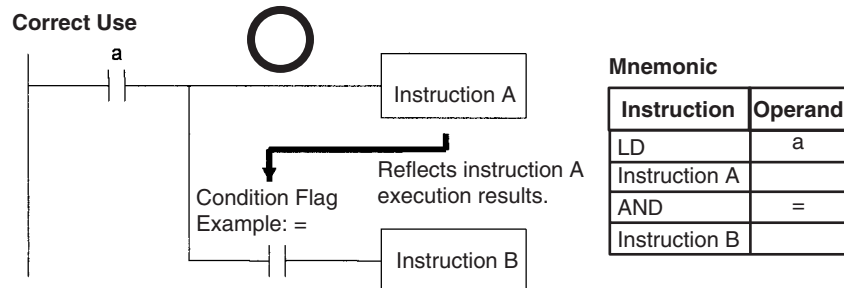 Correct Use
a
Instruction A
Reflects instruction A
execution results.
Condition Flag
Example: =
Instruction B
Mnemonic
Instruction Operand
LD a
Instruction A
AND =
Instruction B